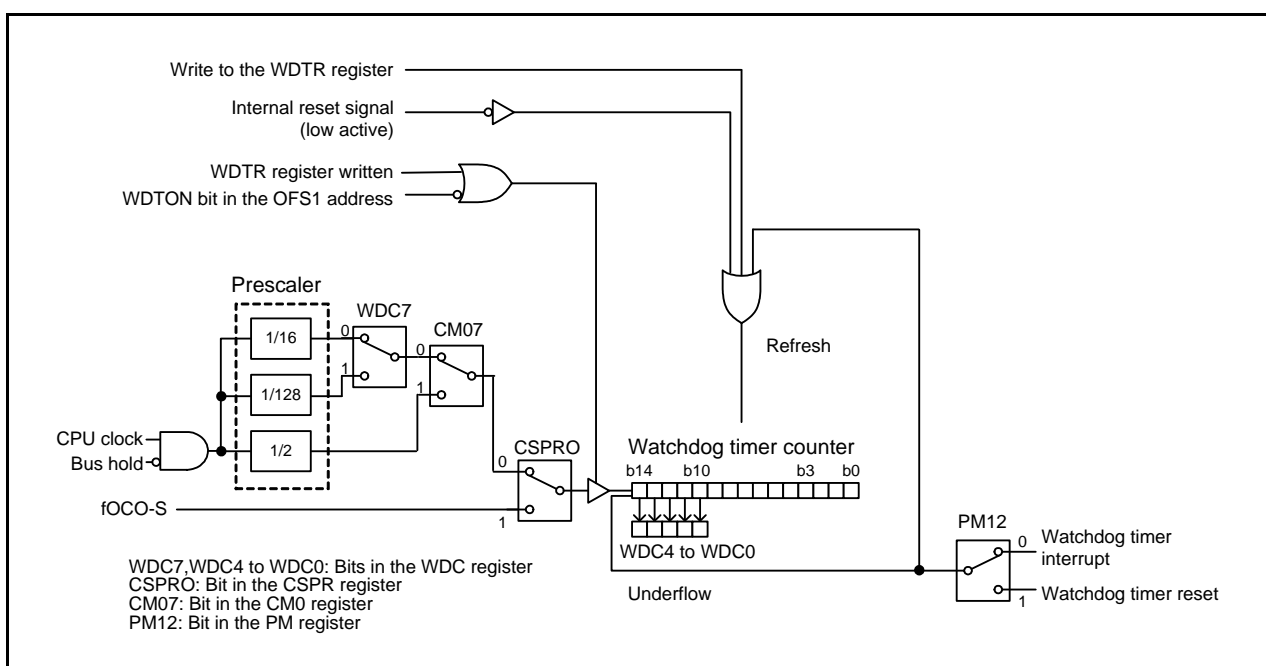 Write to the WDTR register
Internal reset signal
(low active)
WDTR register written
WDTON bit in the OFS1 address
Prescaler
WDC7
CM07
1/16
0
0
Refresh
1
1/128
1
CPU clock
1/2
Bus hold
CSPRO
Watchdog timer counter
0
b14
b10
b3
b0
fOCO-S
1
PM12
WDC4 to WDC0
0
Watchdog timer
interrupt
Underflow
1
Watchdog timer reset
WDC7,WDC4 to WDC0: Bits in the WDC register
CSPRO: Bit in the CSPR register
CM07: Bit in the CM0 register
PM12: Bit in the PM register